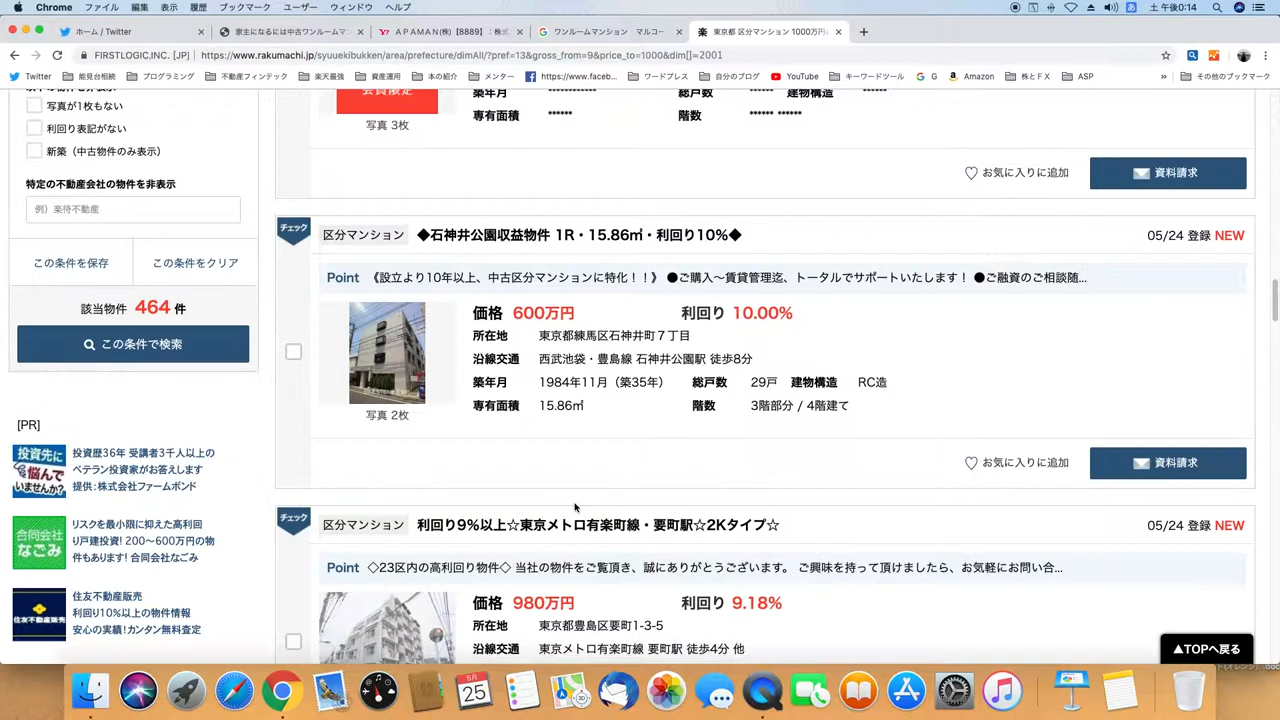 Chrome ファイル 編集 表示 履歴 ブックマーク ユーザー ウィンドウ ヘルプ
土 午後0:14
ホーム / Twitter
家主になるには中古ワンルームマン
ＡＰＡＭＡＮ(株)【8889】：株式
ワンルームマンション マルコー
東京都 区分マンション 1000万円
FIRSTLOGIC,INC. [JP] https://www.rakumachi.jp/syuuekibukken/area/prefecture/dimAll/?pref=13&gross_from=9&price_to=1000&dim[]=2001
Twitter 能見台相続 プログラミング 不動産フィンテック 楽天最強 資産運用 本の紹介 メンター https://www.faceb... ワードプレス 自分のブログ YouTube キーワードツール G Amazon 株とＦＸ ASP » その他のブックマーク
写真が1枚もない
利回り表記がない
新築（中古物件のみ表示）
特定の不動産会社の物件を非表示
例）楽待不動産
この条件を保存
この条件をクリア
該当物件 464 件
この条件で検索
[PR]
投資先に
悩んで
いませんか?
投資歴36年 受講者3千人以上の
ベテラン投資家がお答えします
提供：株式会社ファームボンド
合同会社
なごみ
リスクを最小限に抑えた高利回
り戸建投資! 200～600万円の物
件もあります! 合同会社なごみ
住友不動産販売
住友不動産販売
利回り10%以上の物件情報
安心の実績!カンタン無料査定
会員限定
写真 3枚
築年月 ************ 総戸数 ***** 建物構造 *****
専有面積 ****** 階数 ****** ******
お気に入りに追加
資料請求
チェック
区分マンション ◆石神井公園収益物件 1R・15.86㎡・利回り10%◆
05/24 登録 NEW
Point 《設立より10年以上、中古区分マンションに特化！！》 ●ご購入～賃貸管理迄、トータルでサポートいたします！ ●ご融資のご相談随...
価格 600万円 利回り 10.00%
所在地 東京都練馬区石神井町７丁目
沿線交通 西武池袋・豊島線 石神井公園駅 徒歩8分
築年月 1984年11月（築35年） 総戸数 29戸 建物構造 RC造
専有面積 15.86㎡ 階数 3階部分 / 4階建て
写真 2枚
お気に入りに追加
資料請求
チェック
区分マンション 利回り9%以上☆東京メトロ有楽町線・要町駅☆2Kタイプ☆
05/24 登録 NEW
Point ◇23区内の高利回り物件◇ 当社の物件をご覧頂き、誠にありがとうございます。 ご興味を持って頂けましたら、お気軽にお問い合...
価格 980万円 利回り 9.18%
所在地 東京都豊島区要町1-3-5
沿線交通 東京メトロ有楽町線 要町駅 徒歩4分 他
▲TOPへ戻る
5月
25